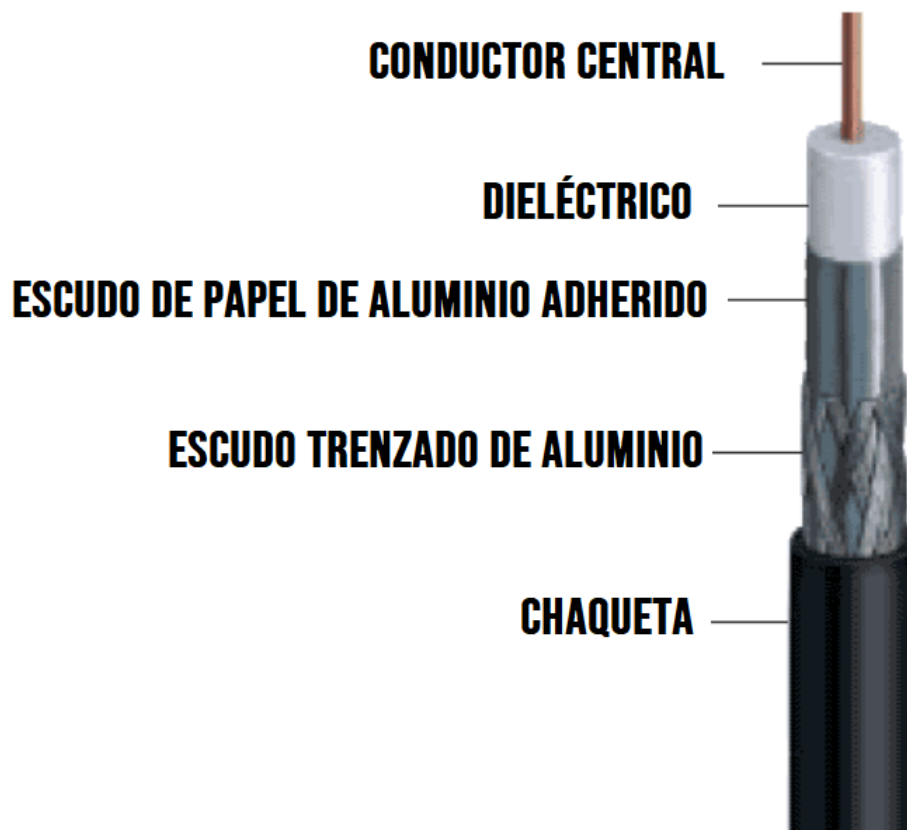 CONDUCTOR CENTRAL
DIELÉCTRICO
ESCUDO DE PAPEL DE ALUMINIO ADHERIDO
ESCUDO TRENZADO DE ALUMINIO
CHAQUETA